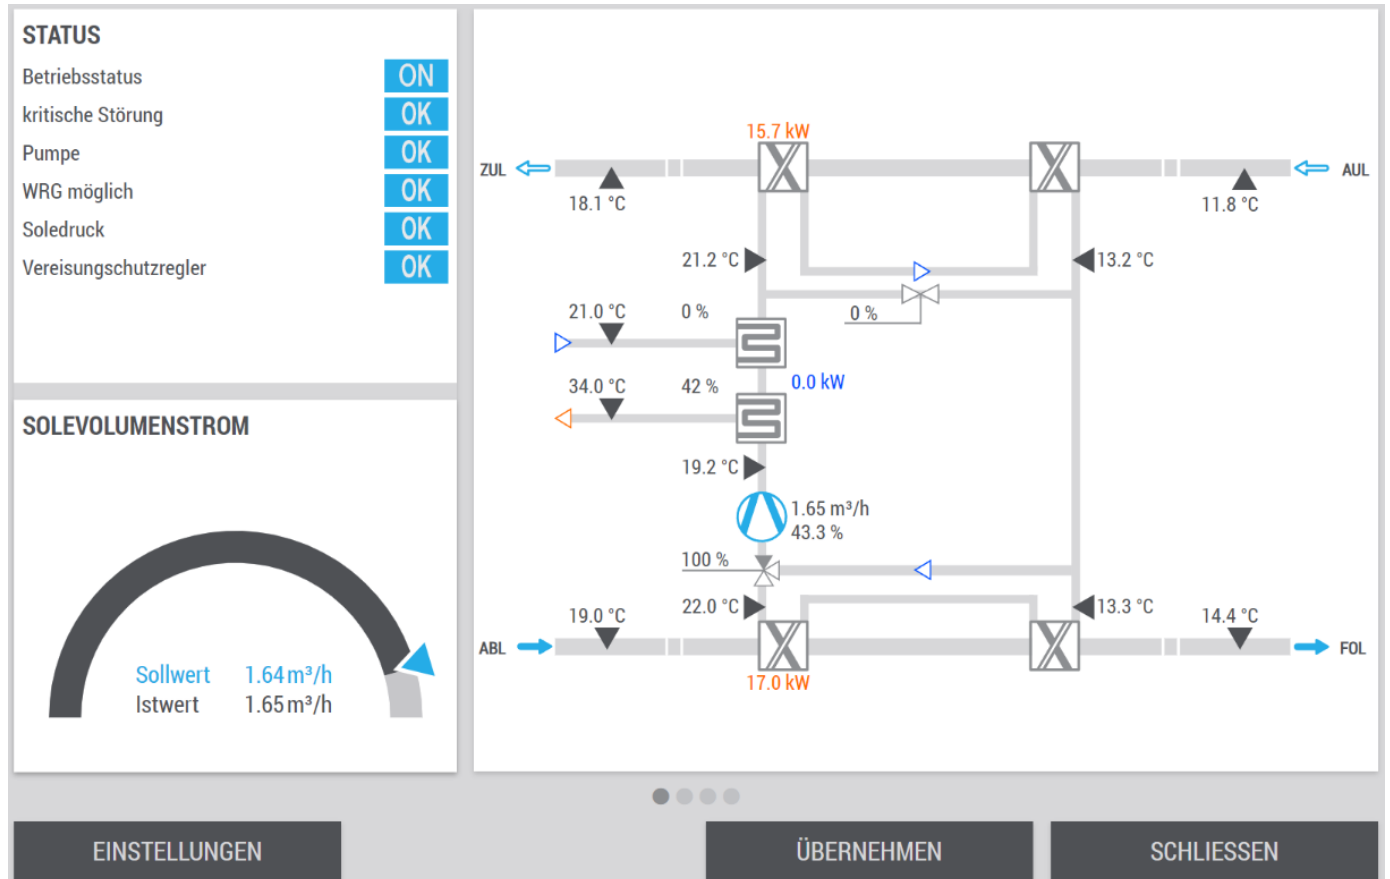 STATUS
Betriebsstatus ON
kritische Störung OK
Pumpe OK
WRG möglich OK
Soledruck OK
Vereisungschutzregler OK
SOLEVOLUMENSTROM
Sollwert 1.64 m³/h
Istwert 1.65 m³/h
15.7 kW
ZUL AUL
18.1 °C 11.8 °C
21.2 °C 13.2 °C
21.0 °C 0 % 0 %
34.0 °C 42 % 0.0 kW
19.2 °C
1.65 m³/h
43.3 %
100 %
22.0 °C 13.3 °C
19.0 °C 14.4 °C
ABL FOL
17.0 kW
EINSTELLUNGEN ÜBERNEHMEN SCHLIESSEN